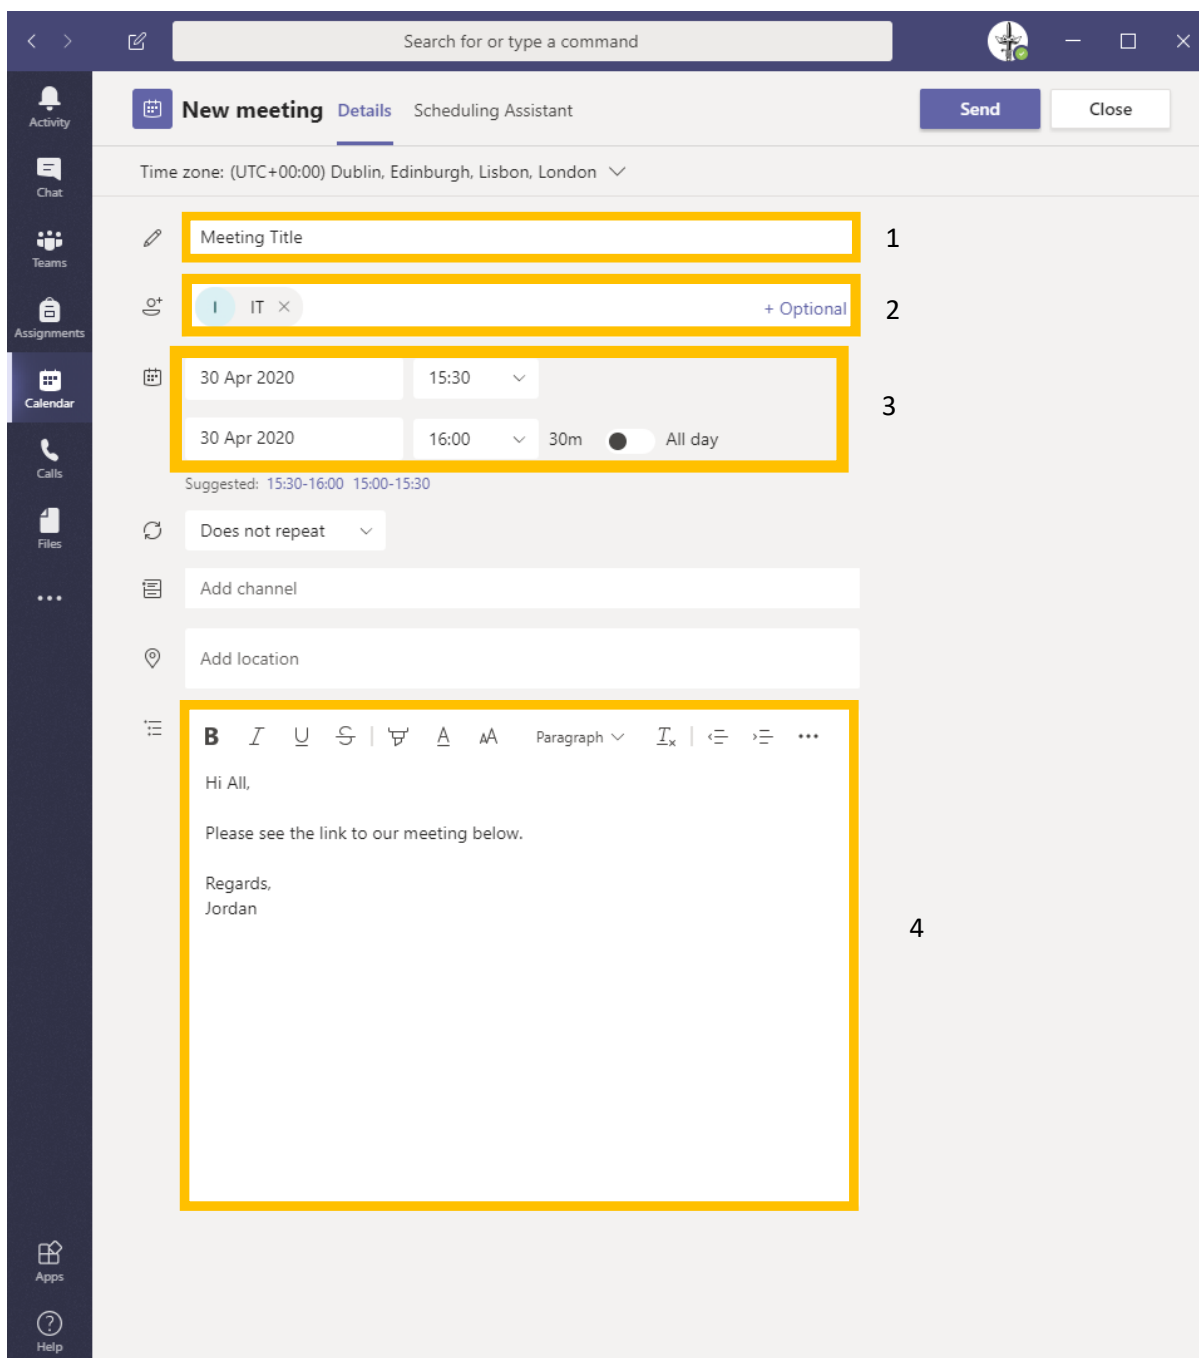 Search for or type a command
Activity
Chat
Teams
Assignments
Calendar
Calls
Files
Apps
Help
New meeting Details Scheduling Assistant Send Close
Time zone: (UTC+00:00) Dublin, Edinburgh, Lisbon, London
Meeting Title 1
I IT + Optional 2
30 Apr 2020 15:30
3
30 Apr 2020 16:00 30m All day
Suggested: 15:30-16:00 15:00-15:30
Does not repeat
Add channel
Add location
B I U S A AA Paragraph Tx
Hi All,
Please see the link to our meeting below.
Regards,
Jordan
4